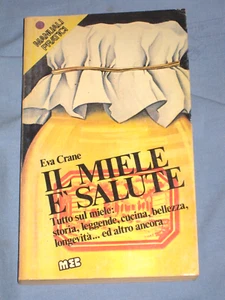 MANUALI
PRATICI
Eva Crane
IL MIELE
È SALUTE
Tutto sul miele:
storia, leggende, cucina, bellezza,
longevità... ed altro ancora
MEB